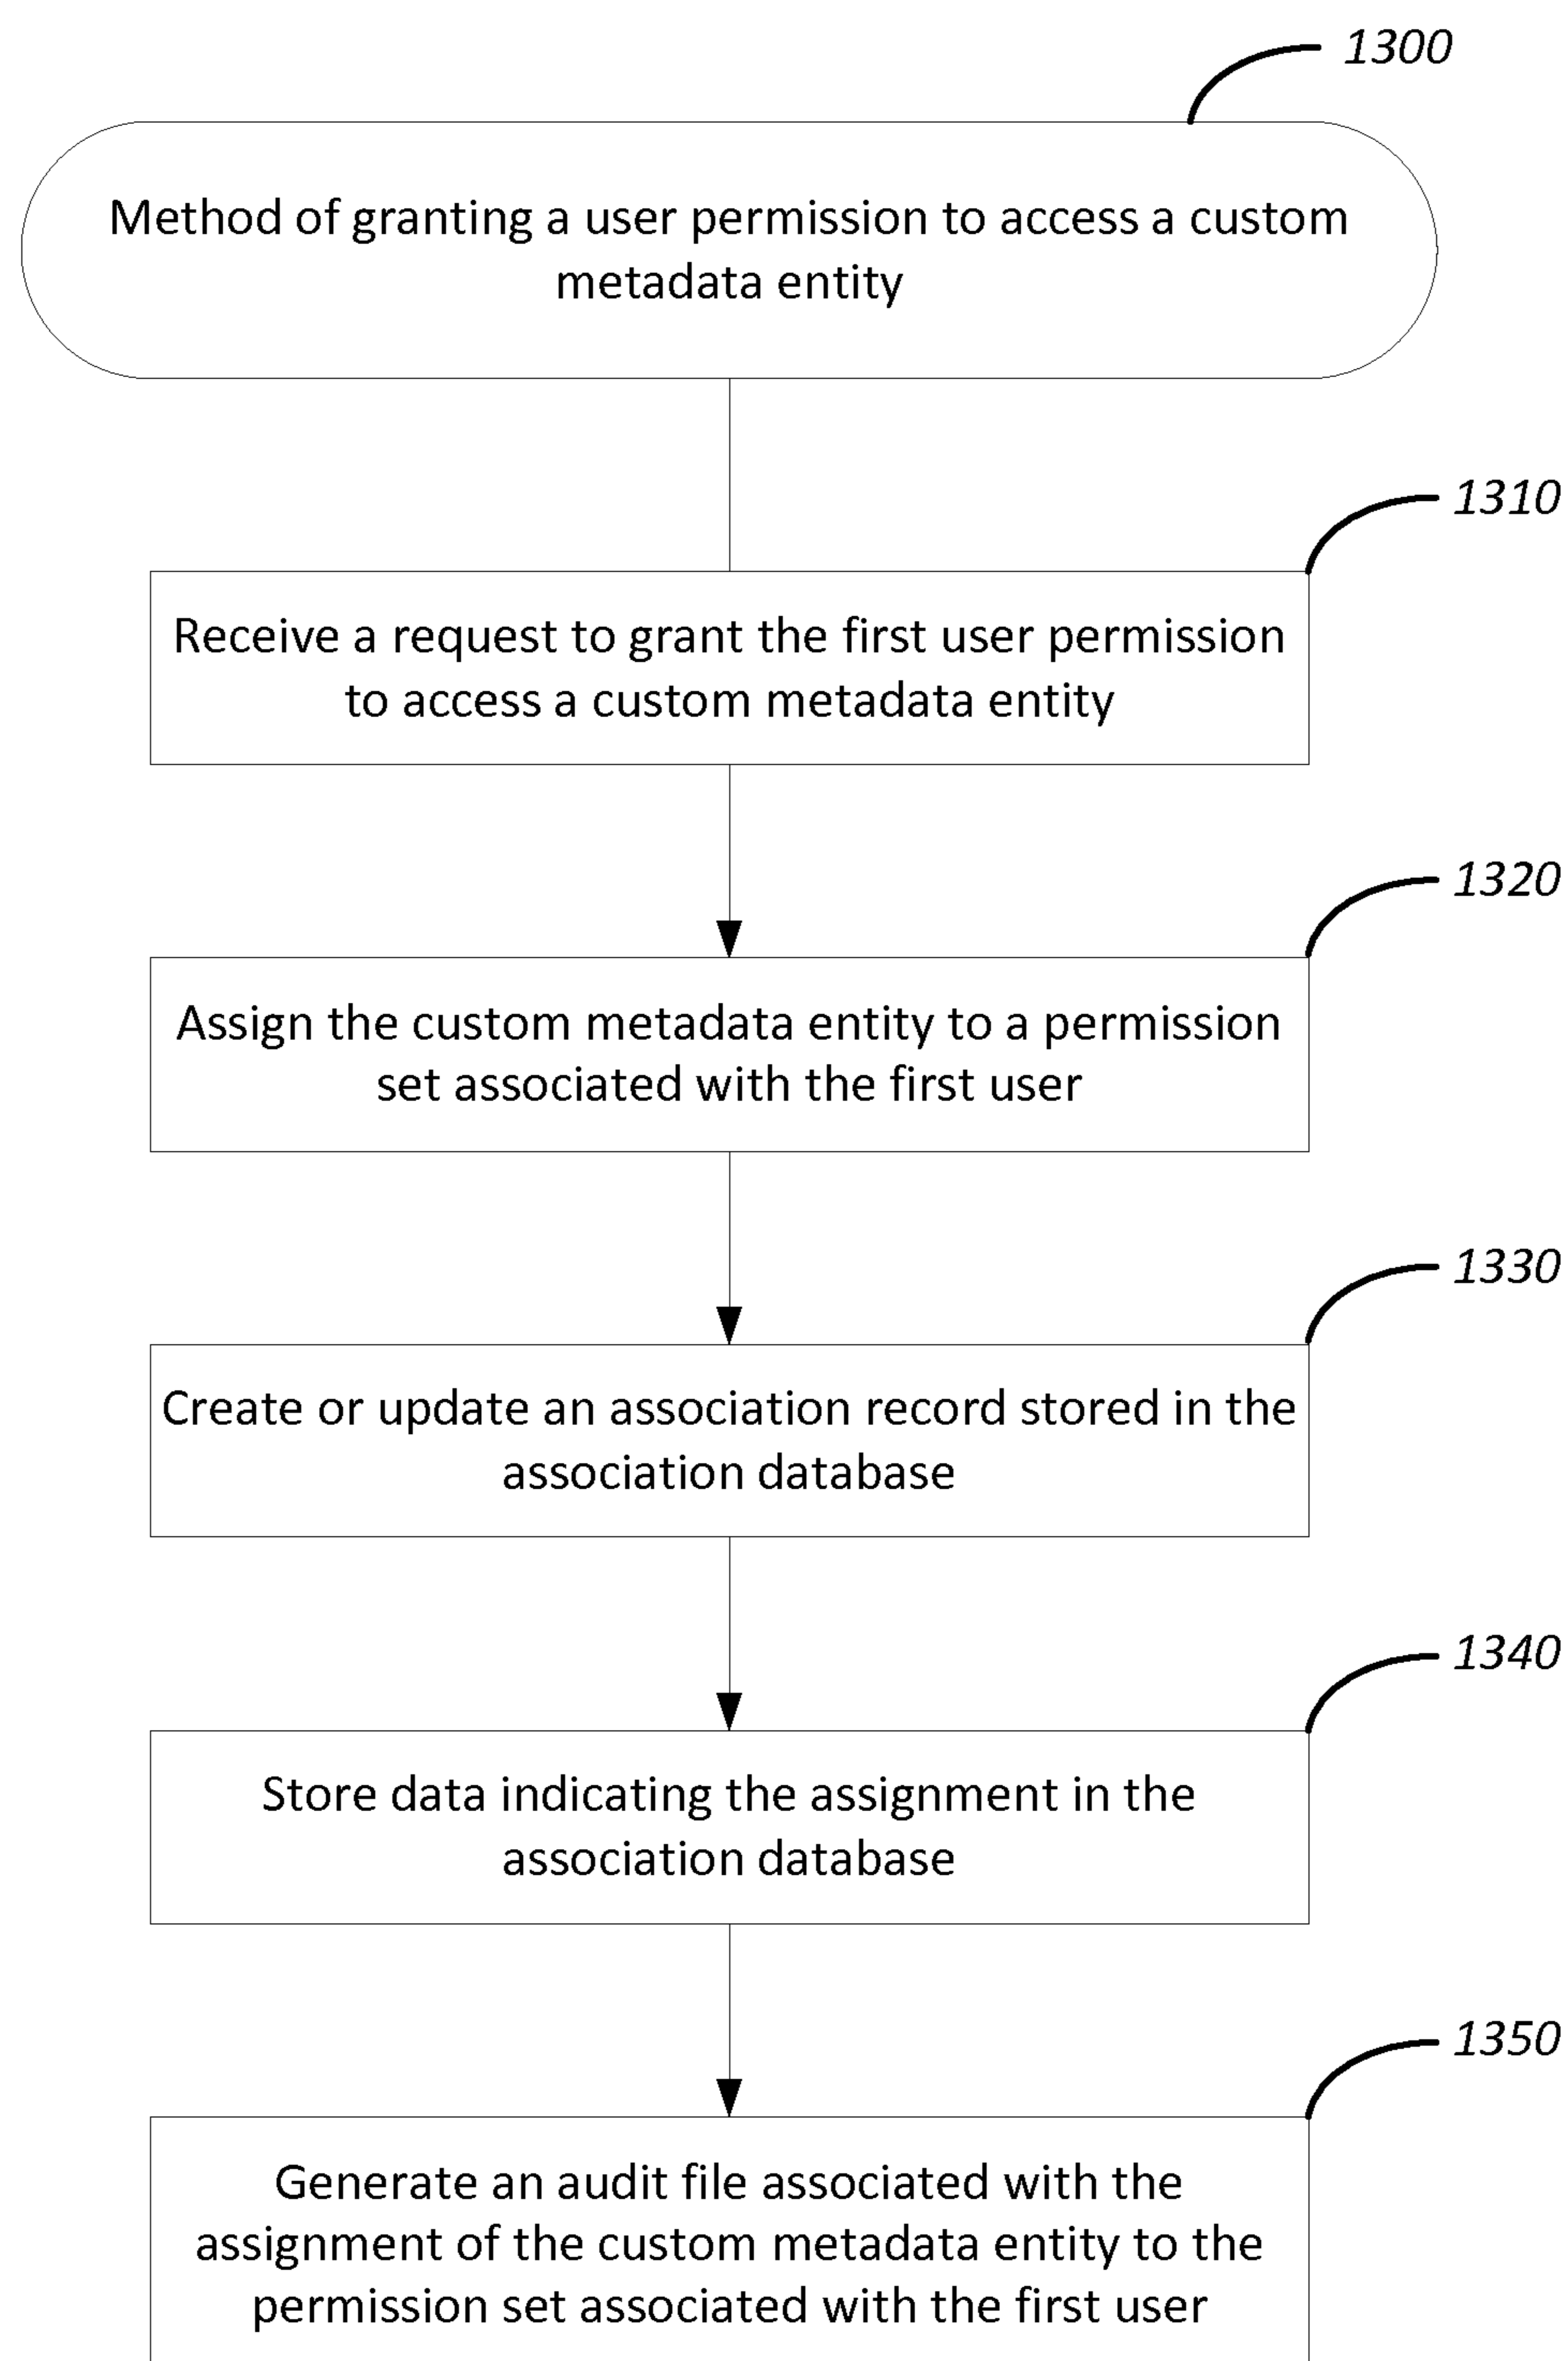 1300
Method of granting a user permission to access a custom
metadata entity
1310
Receive a request to grant the first user permission
to access a custom metadata entity
1320
Assign the custom metadata entity to a permission
set associated with the first user
1330
Create or update an association record stored in the
association database
1340
Store data indicating the assignment in the
association database
1350
Generate an audit file associated with the
assignment of the custom metadata entity to the
permission set associated with the first user